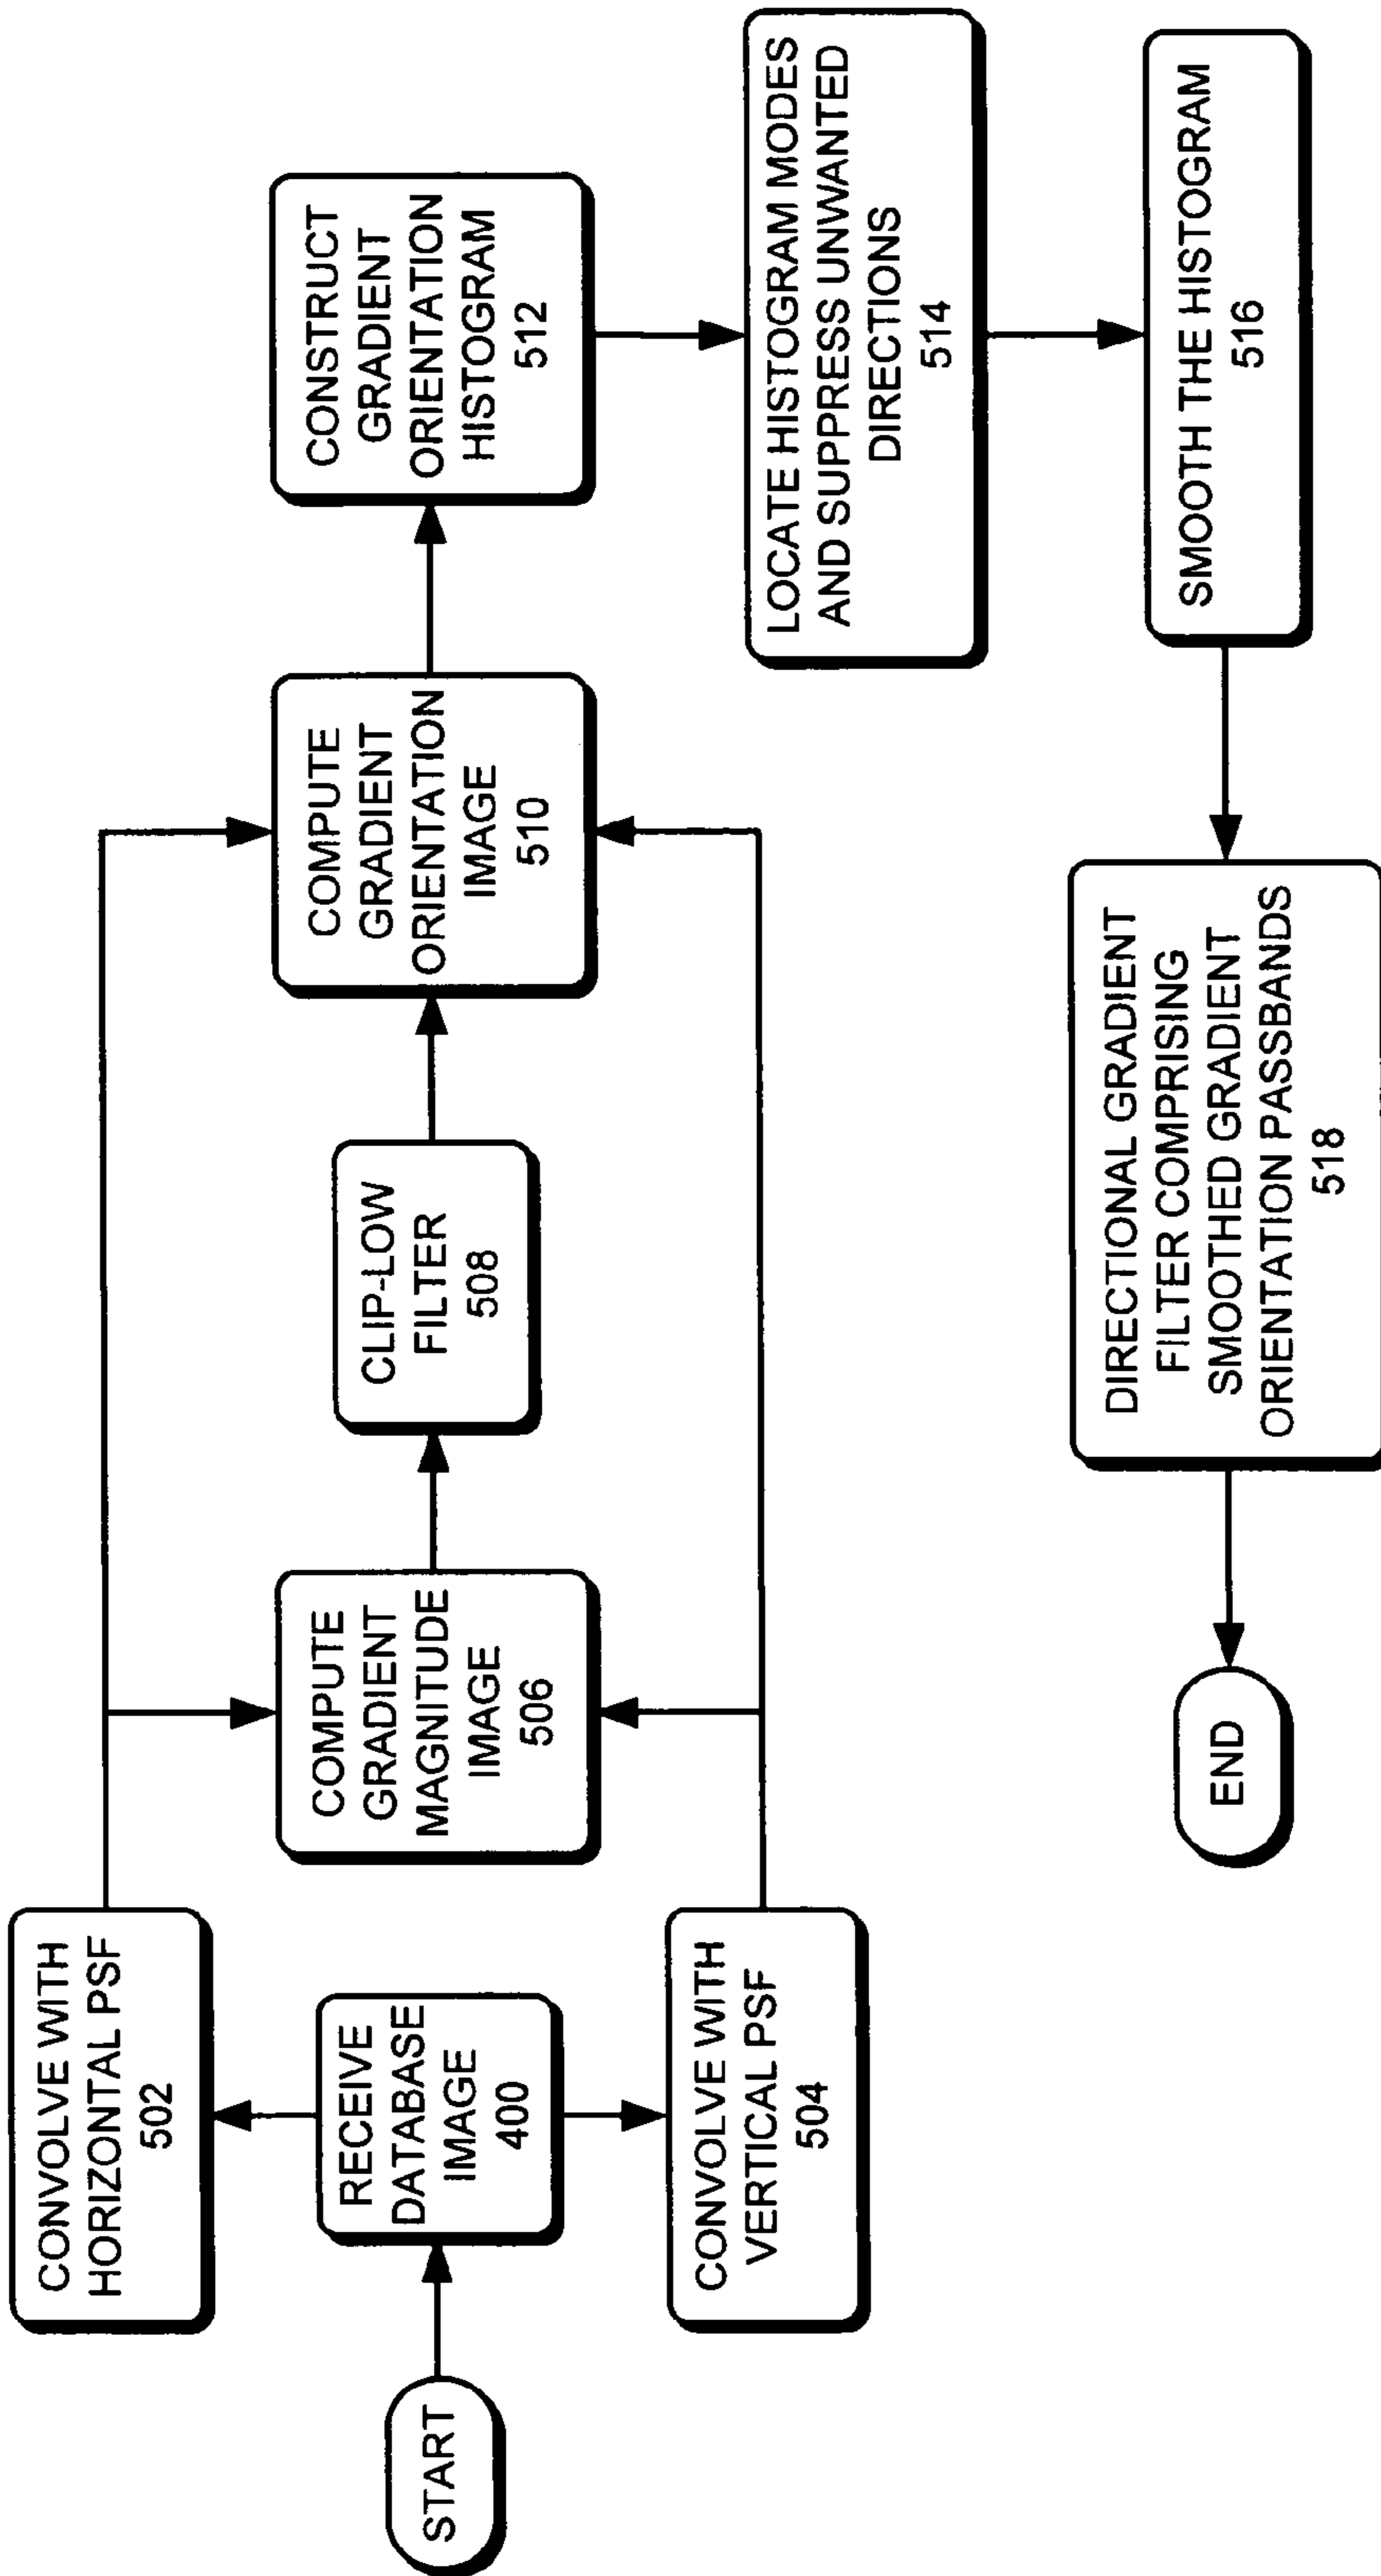 START
RECEIVE
DATABASE
IMAGE
400
CONVOLVE WITH
HORIZONTAL PSF
502
CONVOLVE WITH
VERTICAL PSF
504
COMPUTE
GRADIENT
MAGNITUDE
IMAGE
506
CLIP-LOW
FILTER
508
COMPUTE
GRADIENT
ORIENTATION
IMAGE
510
CONSTRUCT
GRADIENT
ORIENTATION
HISTOGRAM
512
LOCATE HISTOGRAM MODES
AND SUPPRESS UNWANTED
DIRECTIONS
514
SMOOTH THE HISTOGRAM
516
DIRECTIONAL GRADIENT
FILTER COMPRISING
SMOOTHED GRADIENT
ORIENTATION PASSBANDS
518
END